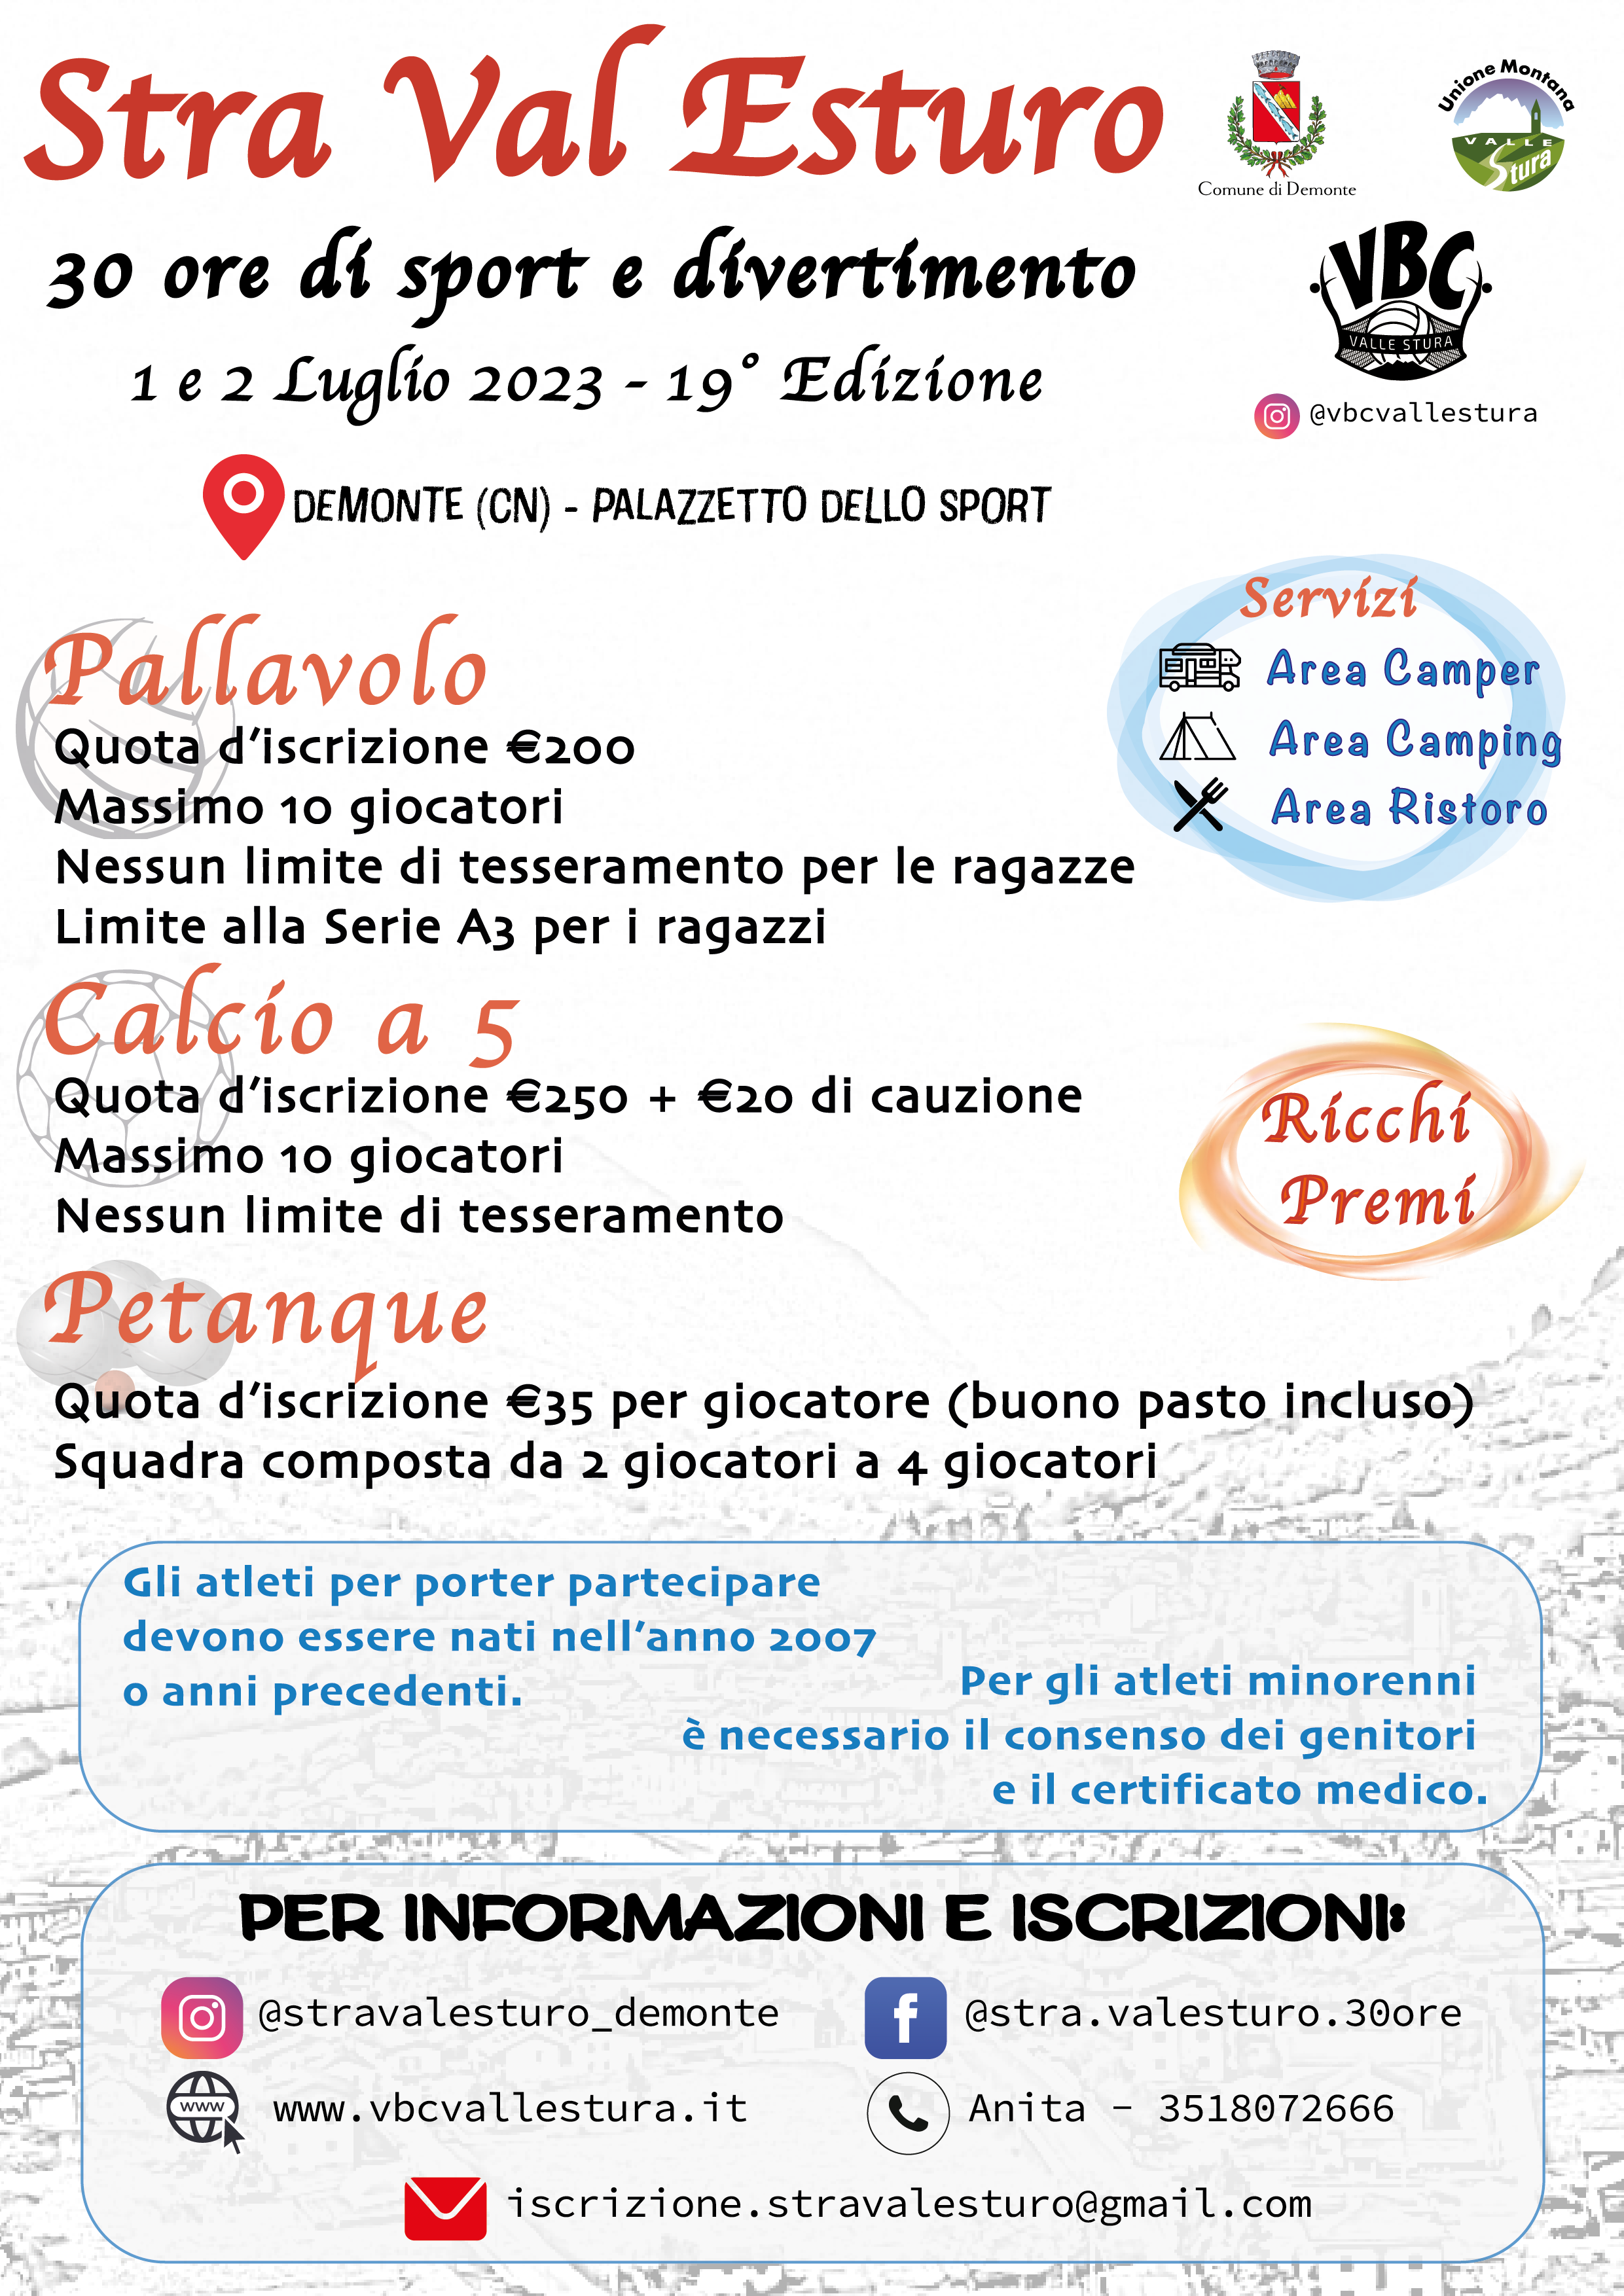 Stra Val Esturo
Comune di Demonte
Unione Montana
VALLE
Stura
30 ore di sport e divertimento
1 e 2 Luglio 2023 - 19° Edizione
VBC
VALLE STURA
@vbcvallestura
DEMONTE (CN) - PALAZZETTO DELLO SPORT
Servizi
Area Camper
Area Camping
Area Ristoro
Pallavolo
Quota d'iscrizione €200
Massimo 10 giocatori
Nessun limite di tesseramento per le ragazze
Limite alla Serie A3 per i ragazzi
Calcio a 5
Quota d'iscrizione €250 + €20 di cauzione
Massimo 10 giocatori
Nessun limite di tesseramento
Ricchi
Premi
Petanque
Quota d'iscrizione €35 per giocatore (buono pasto incluso)
Squadra composta da 2 giocatori a 4 giocatori
Gli atleti per porter partecipare
devono essere nati nell'anno 2007
o anni precedenti.
Per gli atleti minorenni
è necessario il consenso dei genitori
e il certificato medico.
PER INFORMAZIONI E ISCRIZIONI:
@stravalesturo_demonte
@stra.valesturo.30ore
www
www.vbcvallestura.it
Anita - 3518072666
iscrizione.stravalesturo@gmail.com